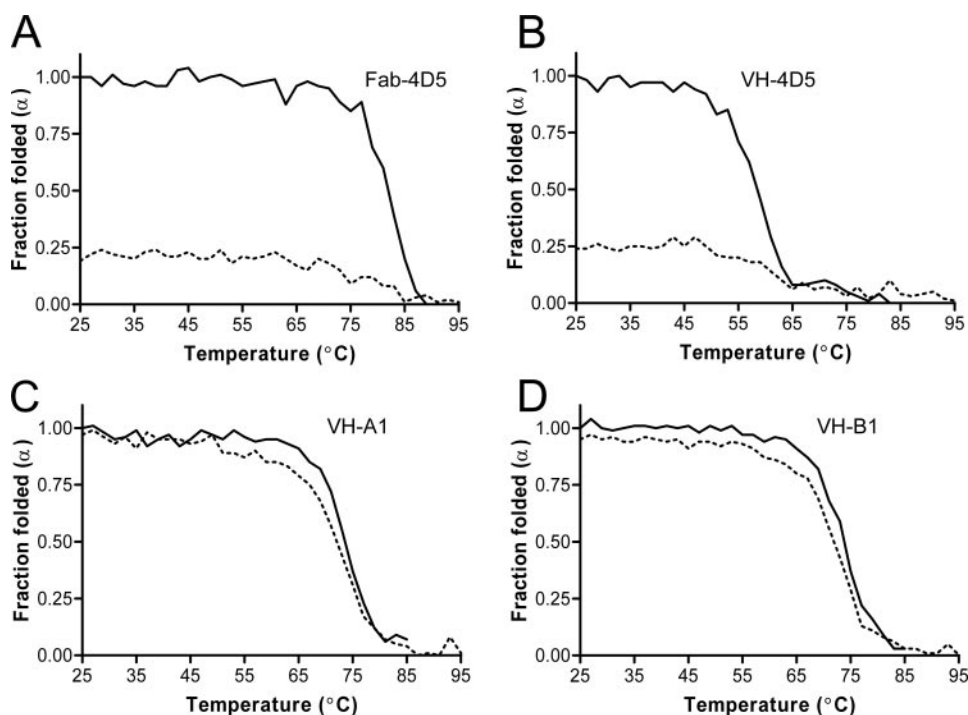 A
Fab-4D5
Fraction folded (α)
1.00
0.75
0.50
0.25
0.00
25 35 45 55 65 75 85 95
Temperature (°C)
B
VH-4D5
Fraction folded (α)
1.00
0.75
0.50
0.25
0.00
25 35 45 55 65 75 85 95
Temperature (°C)
C
VH-A1
Fraction folded (α)
1.00
0.75
0.50
0.25
0.00
25 35 45 55 65 75 85 95
Temperature (°C)
D
VH-B1
Fraction folded (α)
1.00
0.75
0.50
0.25
0.00
25 35 45 55 65 75 85 95
Temperature (°C)